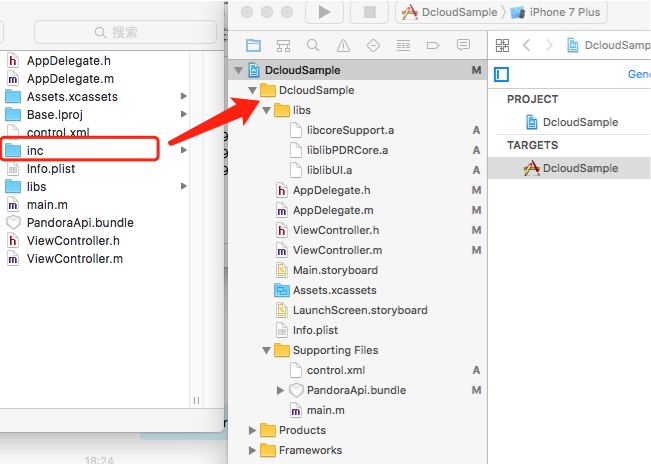 搜索
AppDelegate.h
AppDelegate.m
Assets.xcassets
Base.lproj
control.xml
inc
Info.plist
libs
main.m
PandoraApi.bundle
ViewController.h
ViewController.m
18:24
DcloudSample
iPhone 7 Plus
DcloudSample M
DcloudSample
libs
libcoreSupport.a A
liblibPDRCore.a A
liblibUI.a A
AppDelegate.h M
AppDelegate.m M
ViewController.h M
ViewController.m M
Main.storyboard
Assets.xcassets
LaunchScreen.storyboard
Info.plist
Supporting Files
control.xml A
PandoraApi.bundle M
main.m
Products
Frameworks
DcloudSamp
Gene
PROJECT
DcloudSample
TARGETS
DcloudSample